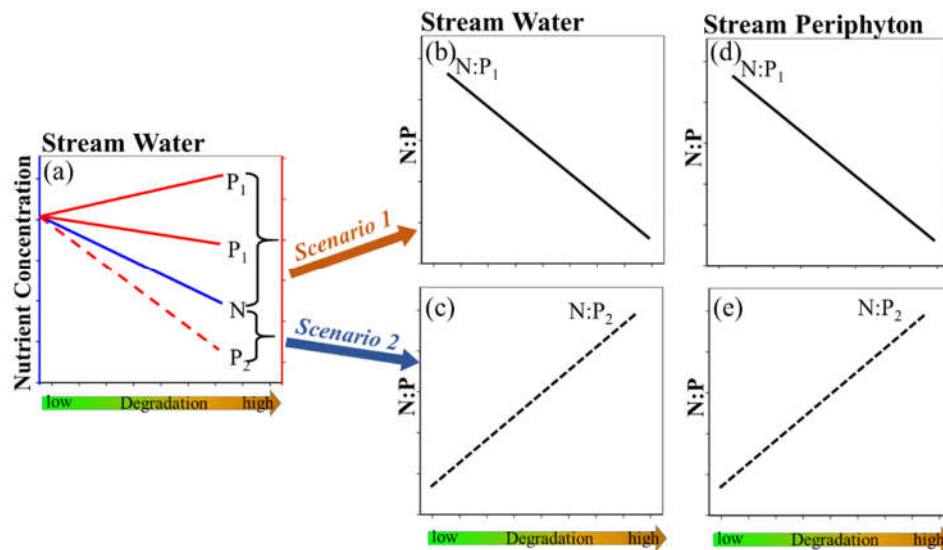 Stream Water
(a)
Nutrient Concentration
P₁
P₁
N
P₂
low Degradation high
Scenario 1
Scenario 2
Stream Water
(b)
N:P₁
N:P
(c)
N:P₂
N:P
low Degradation high
Stream Periphyton
(d)
N:P₁
N:P
(e)
N:P₂
N:P
low Degradation high